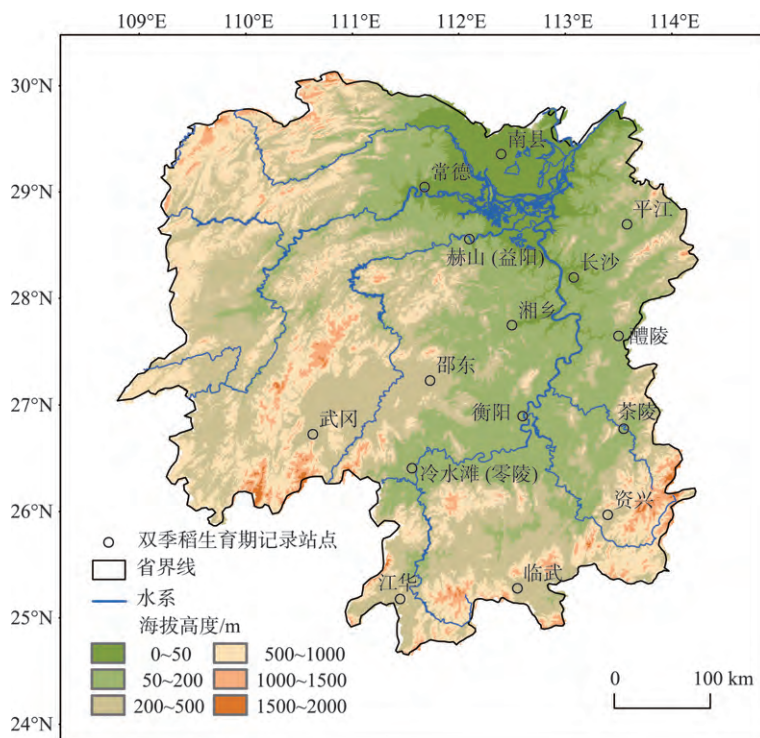 109°E 110°E 111°E 112°E 113°E 114°E
30°N
29°N
28°N
27°N
26°N
25°N
24°N
南县
常德
平江
赫山 (益阳)
长沙
湘乡
醴陵
邵东
武冈
衡阳
茶陵
冷水滩 (零陵)
资兴
江华
临武
双季稻生育期记录站点
省界线
水系
海拔高度/m
0~50
500~1000
50~200
1000~1500
200~500
1500~2000
0 100 km